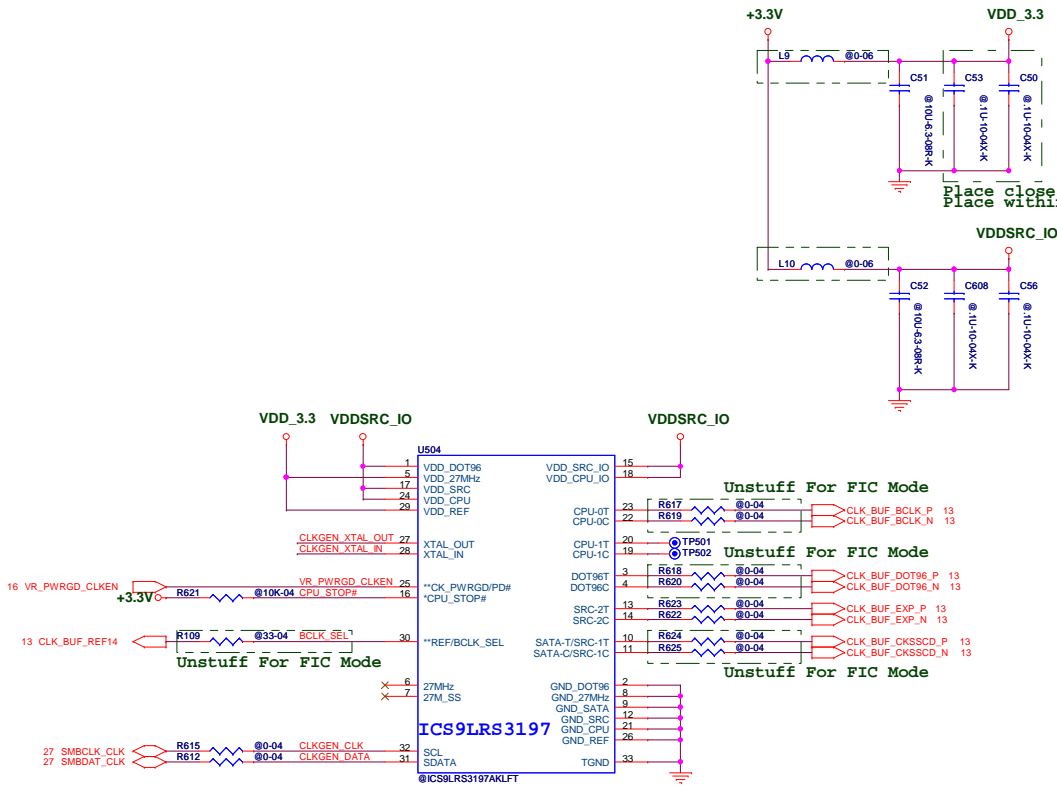 +3.3V
VDD_3.3
L9 @0-06
C51 C53 C50
@10U-6.3-08R-K
@.1U-10-04X-K
@.1U-10-04X-K
Place close
Place withi
VDDSRC_IO
L10 @0-06
C52 C608 C56
@10U-6.3-08R-K
@.1U-10-04X-K
@.1U-10-04X-K
VDD_3.3 VDDSRC_IO
VDDSRC_IO
U504
1 VDD_DOT96
5 VDD_27MHz
17 VDD_SRC
24 VDD_CPU
29 VDD_REF
VDD_SRC_IO 15
VDD_CPU_IO 18
Unstuff For FIC Mode
CPU-0T 23 R617 @0-04 CLK_BUF_BCLK_P 13
CPU-0C 22 R619 @0-04 CLK_BUF_BCLK_N 13
CLKGEN_XTAL_OUT 27 XTAL_OUT
CLKGEN_XTAL_IN 28 XTAL_IN
CPU-1T 20 TP501
CPU-1C 19 TP502
Unstuff For FIC Mode
16 VR_PWRGD_CLKEN VR_PWRGD_CLKEN 25 **CK_PWRGD/PD#
+3.3V R621 @10K-04 CPU_STOP# 16 *CPU_STOP#
DOT96T 3 R618 @0-04 CLK_BUF_DOT96_P 13
DOT96C 4 R620 @0-04 CLK_BUF_DOT96_N 13
SRC-2T 13 R623 @0-04 CLK_BUF_EXP_P 13
SRC-2C 14 R622 @0-04 CLK_BUF_EXP_N 13
13 CLK_BUF_REF14 R109 @33-04 BCLK_SEL 30 **REF/BCLK_SEL
Unstuff For FIC Mode
SATA-T/SRC-1T 10 R624 @0-04 CLK_BUF_CKSSCD_P 13
SATA-C/SRC-1C 11 R625 @0-04 CLK_BUF_CKSSCD_N 13
Unstuff For FIC Mode
6 27MHz
7 27M_SS
GND_DOT96 2
GND_27MHz 8
GND_SATA 9
GND_SRC 12
GND_CPU 21
GND_REF 26
TGND 33
ICS9LRS3197
27 SMBCLK_CLK R615 @0-04 CLKGEN_CLK 32 SCL
27 SMBDAT_CLK R612 @0-04 CLKGEN_DATA 31 SDATA
@ICS9LRS3197AKLFT